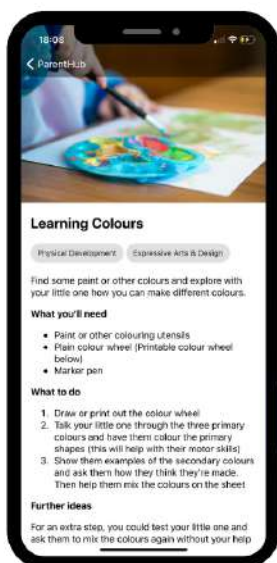 18:08
ParentHub
Learning Colours
Physical Development Expressive Arts & Design
Find some paint or other colours and explore with
your little one how you can make different colours.
What you'll need
• Paint or other colouring utensils
• Plain colour wheel (Printable colour wheel
below)
• Marker pen
What to do
1. Draw or print out the colour wheel
2. Talk your little one through the three primary
colours and have them colour the primary
shapes (this will help with their motor skills)
3. Show them examples of the secondary colours
and ask them how they think they're made.
Then help them mix the colours on the sheet
Further ideas
For an extra step, you could test your little one and
ask them to mix the colours again without your help